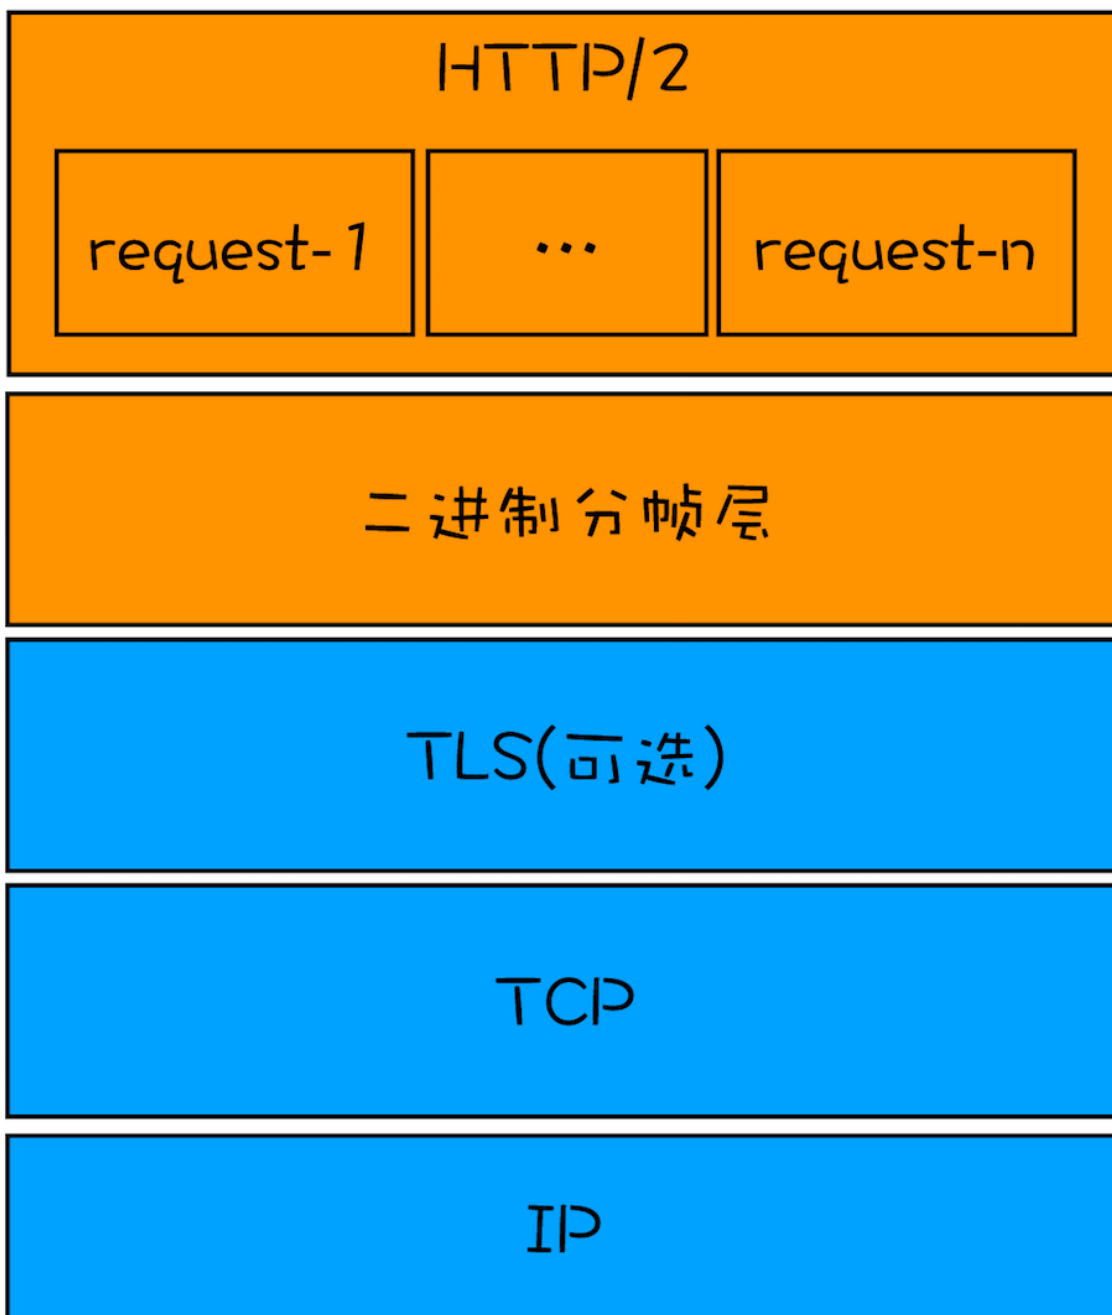 HTTP/2
request-1 ... request-n
二进制分帧层
TLS(可选)
TCP
IP